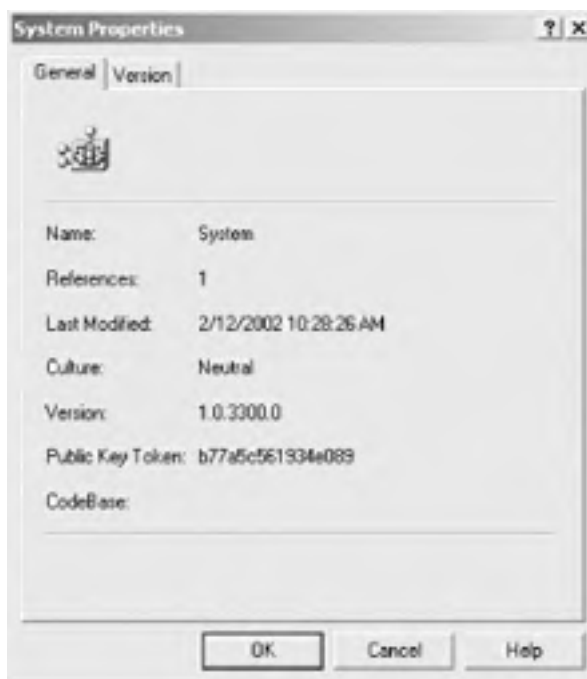 System Properties
? X
General Version
Name: System
References: 1
Last Modified: 2/12/2002 10:28:26 AM
Culture: Neutral
Version: 1.0.3300.0
Public Key Token: b77a5c561934e089
CodeBase:
OK Cancel Help